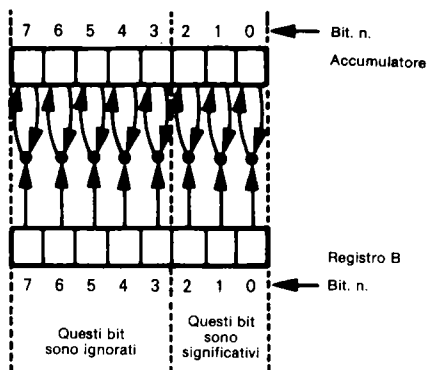 7 6 5 4 3 2 1 0 Bit. n.
Accumulatore
Registro B
7 6 5 4 3 2 1 0 Bit. n.
Questi bit
sono ignorati
Questi bit
sono
significativi